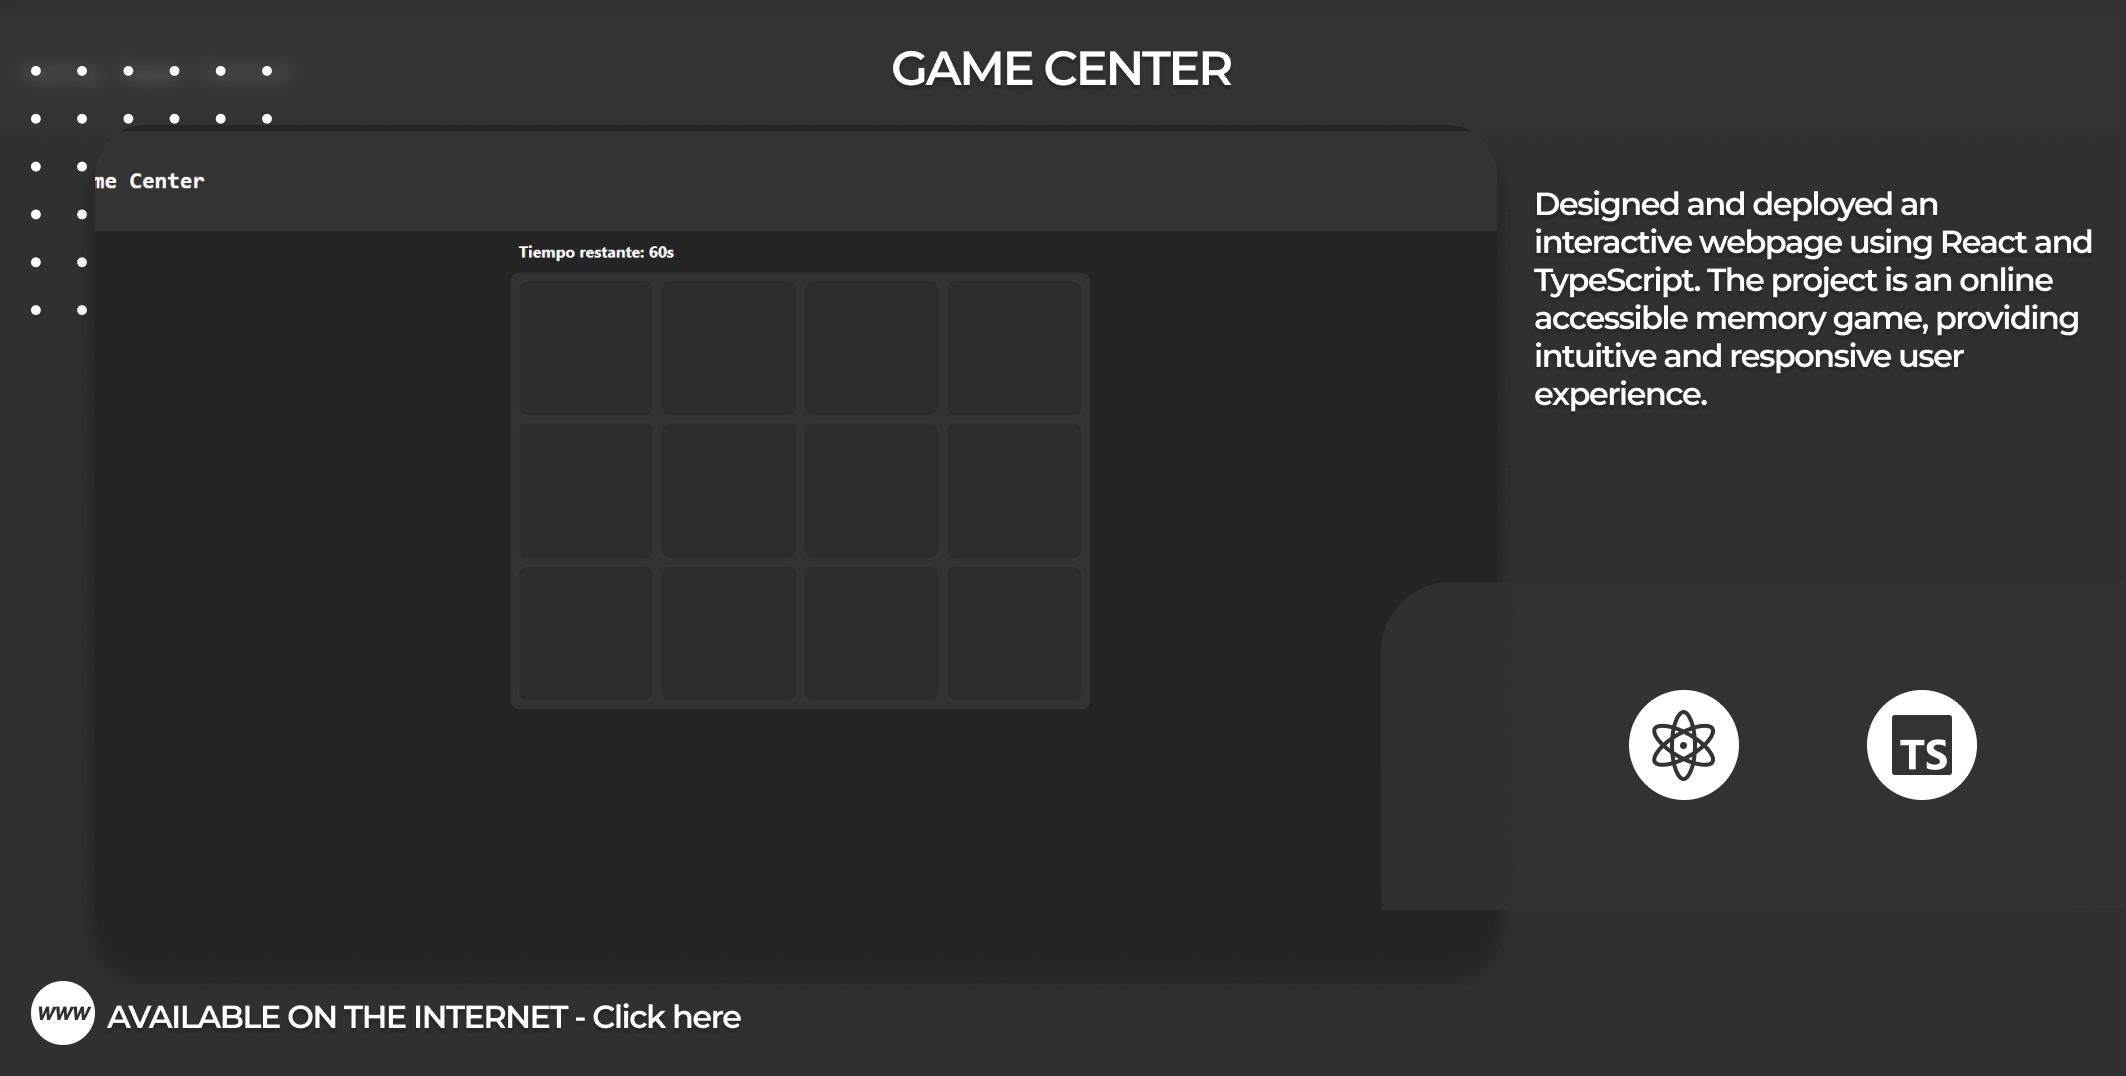 GAME CENTER
me Center
Tiempo restante: 60s
Designed and deployed an
interactive webpage using React and
TypeScript. The project is an online
accessible memory game, providing
intuitive and responsive user
experience.
TS
www AVAILABLE ON THE INTERNET - Click here